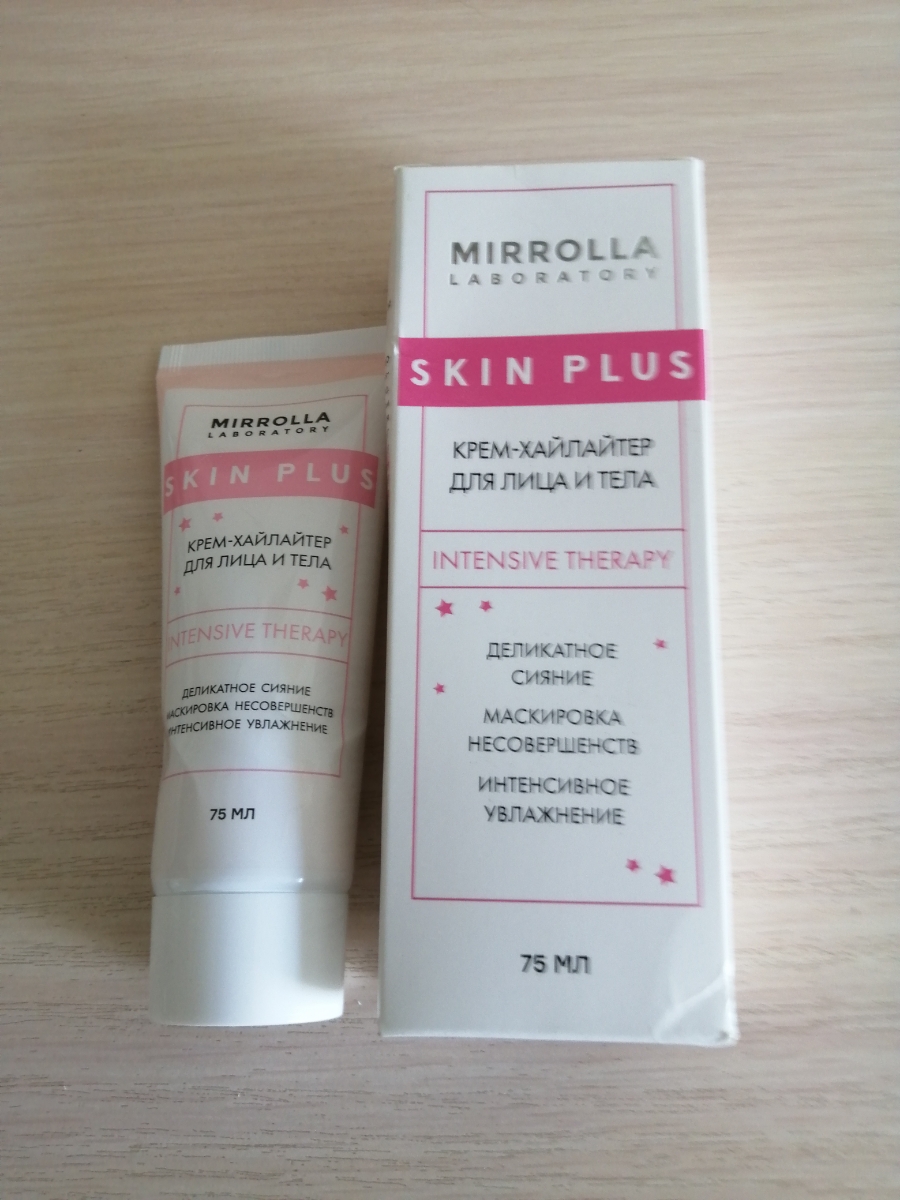 MIRROLLA
LABORATORY
SKIN PLUS
КРЕМ-ХАЙЛАЙТЕР
ДЛЯ ЛИЦА И ТЕЛА
INTENSIVE THERAPY
ДЕЛИКАТНОЕ СИЯНИЕ
МАСКИРОВКА НЕСОВЕРШЕНСТВ
ИНТЕНСИВНОЕ УВЛАЖНЕНИЕ
75 МЛ
MIRROLLA
LABORATORY
SKIN PLUS
КРЕМ-ХАЙЛАЙТЕР
ДЛЯ ЛИЦА И ТЕЛА
INTENSIVE THERAPY
ДЕЛИКАТНОЕ
СИЯНИЕ
МАСКИРОВКА
НЕСОВЕРШЕНСТВ
ИНТЕНСИВНОЕ
УВЛАЖНЕНИЕ
75 МЛ